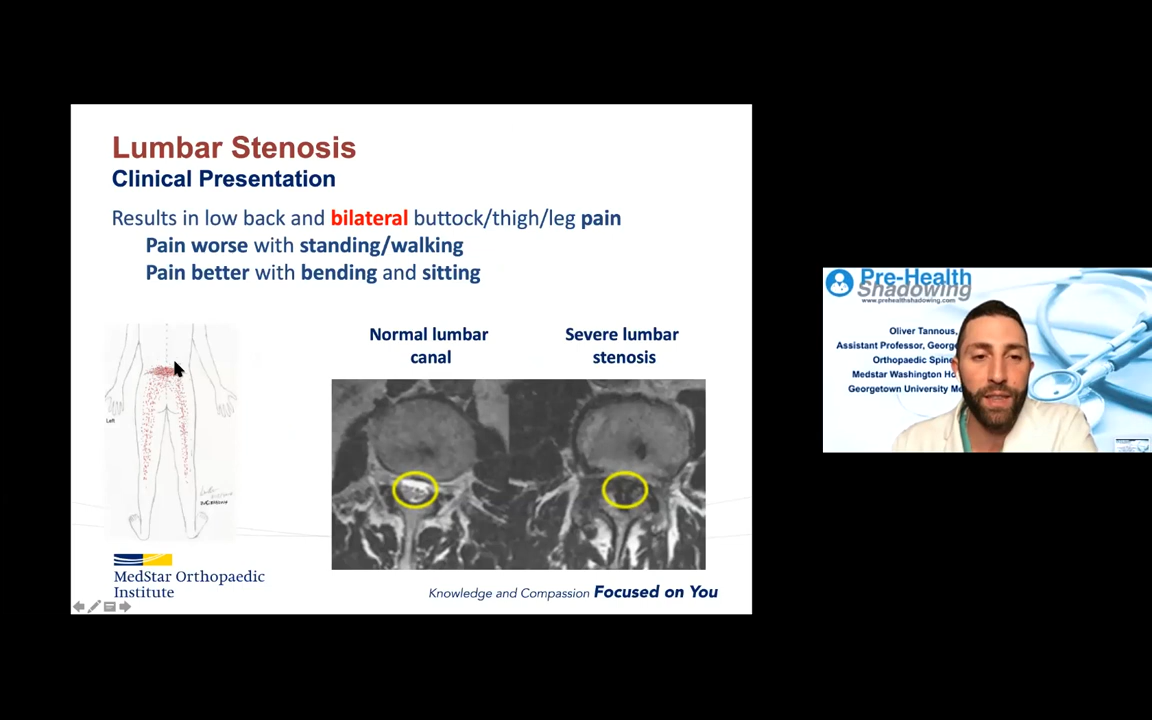 Lumbar Stenosis
Clinical Presentation
Results in low back and bilateral buttock/thigh/leg pain
Pain worse with standing/walking
Pain better with bending and sitting
Normal lumbar
canal
Severe lumbar
stenosis
Left
MedStar Orthopaedic
Institute
Knowledge and Compassion Focused on You
Pre-Health
Shadowing
www.prehealthshadowing.com
Oliver Tannous,
Assistant Professor, George
Orthopaedic Spine
Medstar Washington Ho
Georgetown University Me